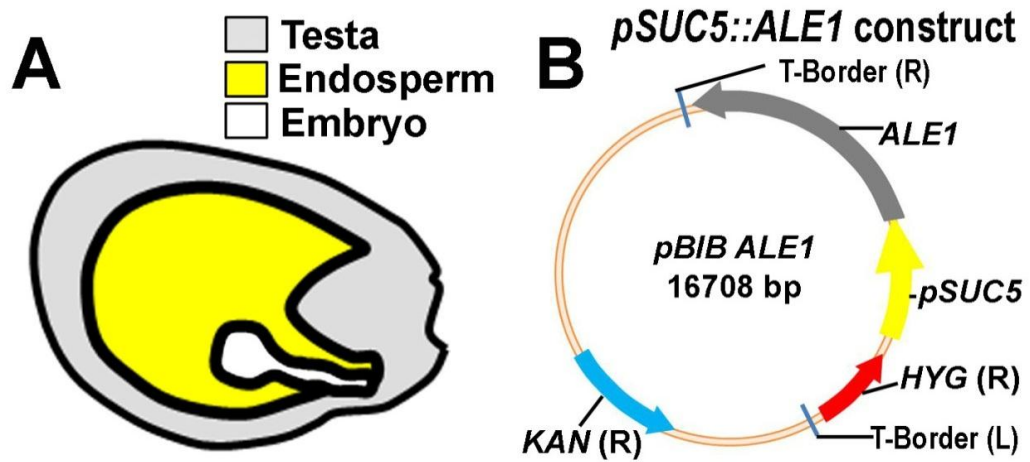 A
Testa
Endosperm
Embryo
B
pSUC5::ALE1 construct
T-Border (R)
ALE1
pBIB ALE1
16708 bp
pSUC5
HYG (R)
KAN (R)
T-Border (L)